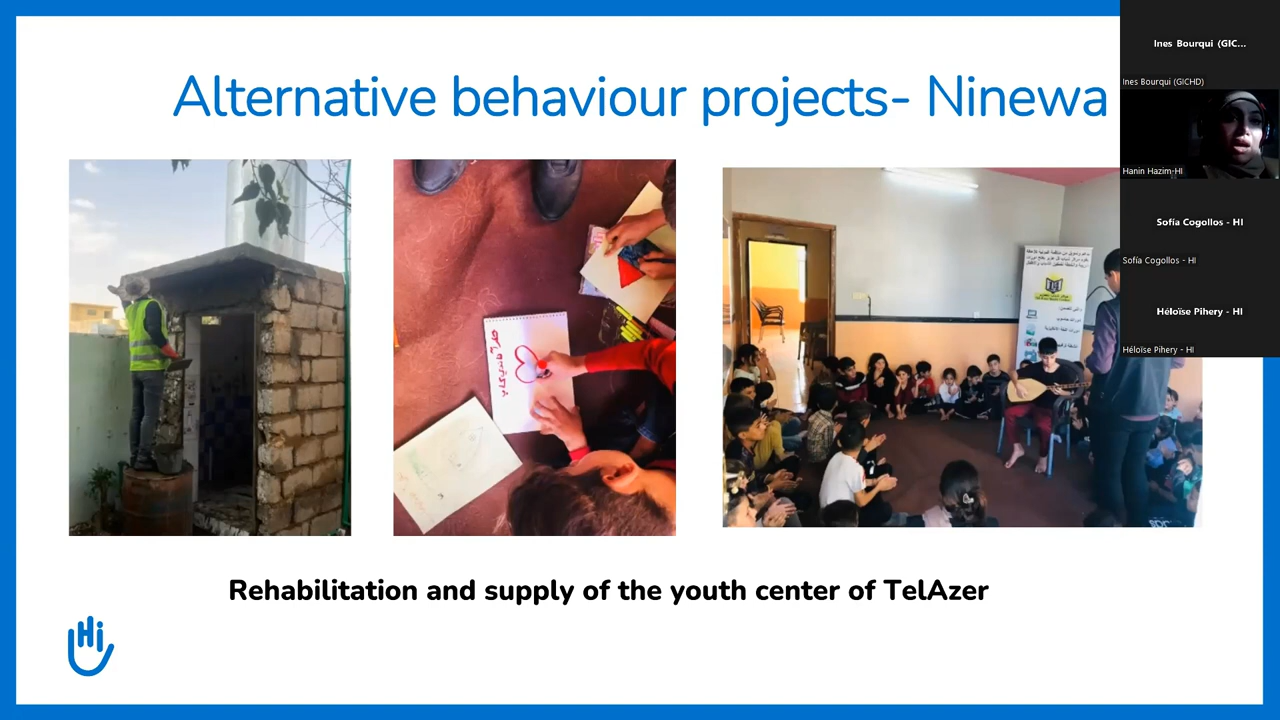 Alternative behaviour projects- Ninewa
Rehabilitation and supply of the youth center of TelAzer
Hi
Ines Bourqui (GIC...
Ines Bourqui (GICHD)
Hanin Hazim-HI
Sofía Cogollos - HI
Sofía Cogollos - HI
Héloïse Pihery - HI
Héloïse Pihery - HI